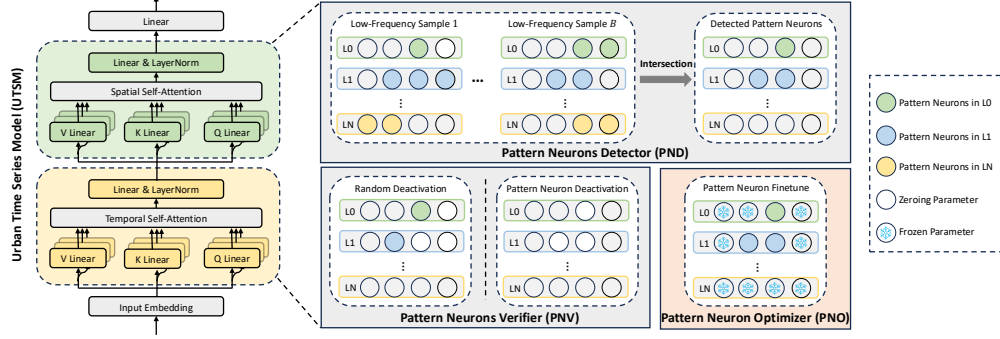 Urban Time Series Model (UTSM)
Linear
Linear & LayerNorm
Spatial Self-Attention
V Linear
K Linear
Q Linear
Linear & LayerNorm
Temporal Self-Attention
V Linear
K Linear
Q Linear
Input Embedding
Low-Frequency Sample 1
Low-Frequency Sample B
Detected Pattern Neurons
L0
L0
L0
L1
...
L1
Intersection
L1
⋮
⋮
⋮
LN
LN
LN
Pattern Neurons Detector (PND)
Random Deactivation
Pattern Neuron Deactivation
L0
L0
L1
L1
⋮
⋮
LN
LN
Pattern Neurons Verifier (PNV)
Pattern Neuron Finetune
L0
L1
⋮
LN
Pattern Neuron Optimizer (PNO)
Pattern Neurons in L0
Pattern Neurons in L1
Pattern Neurons in LN
Zeroing Parameter
Frozen Parameter